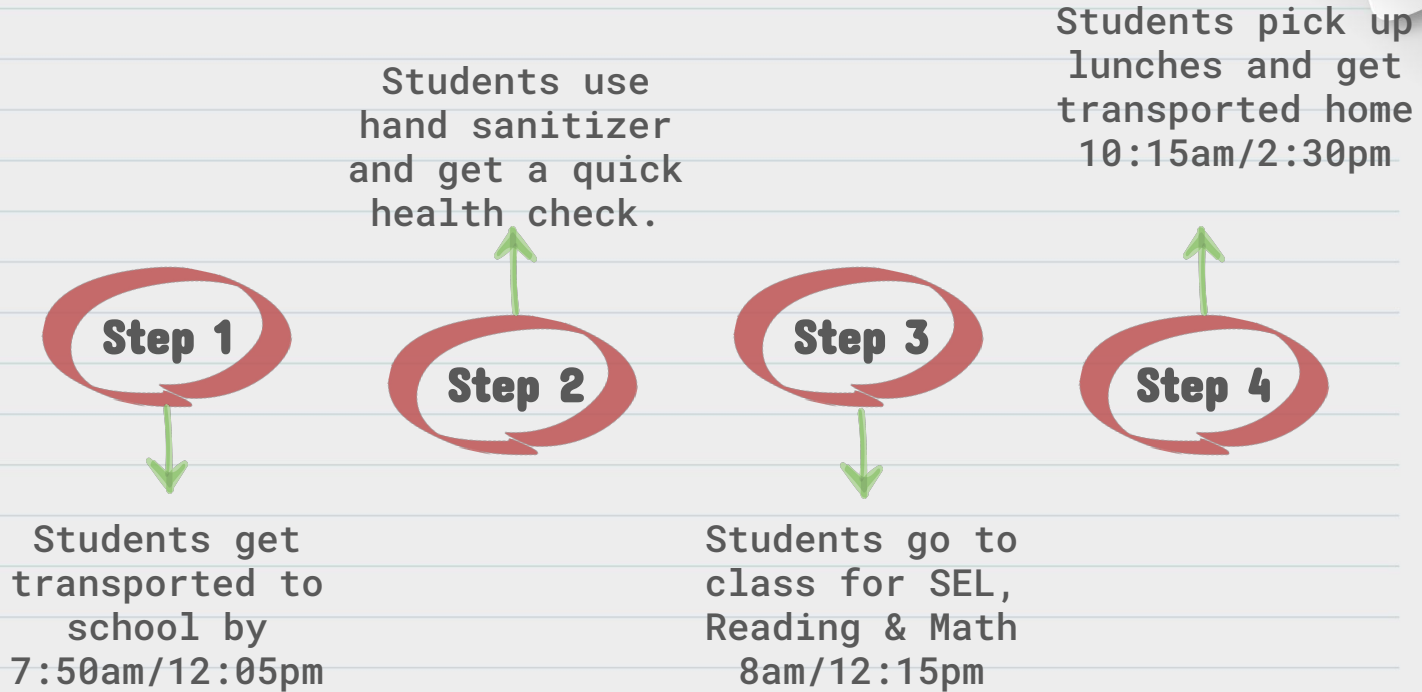 Step 1
Students get
transported to
school by
7:50am/12:05pm
Step 2
Students use
hand sanitizer
and get a quick
health check.
Step 3
Students go to
class for SEL,
Reading & Math
8am/12:15pm
Step 4
Students pick up
lunches and get
transported home
10:15am/2:30pm